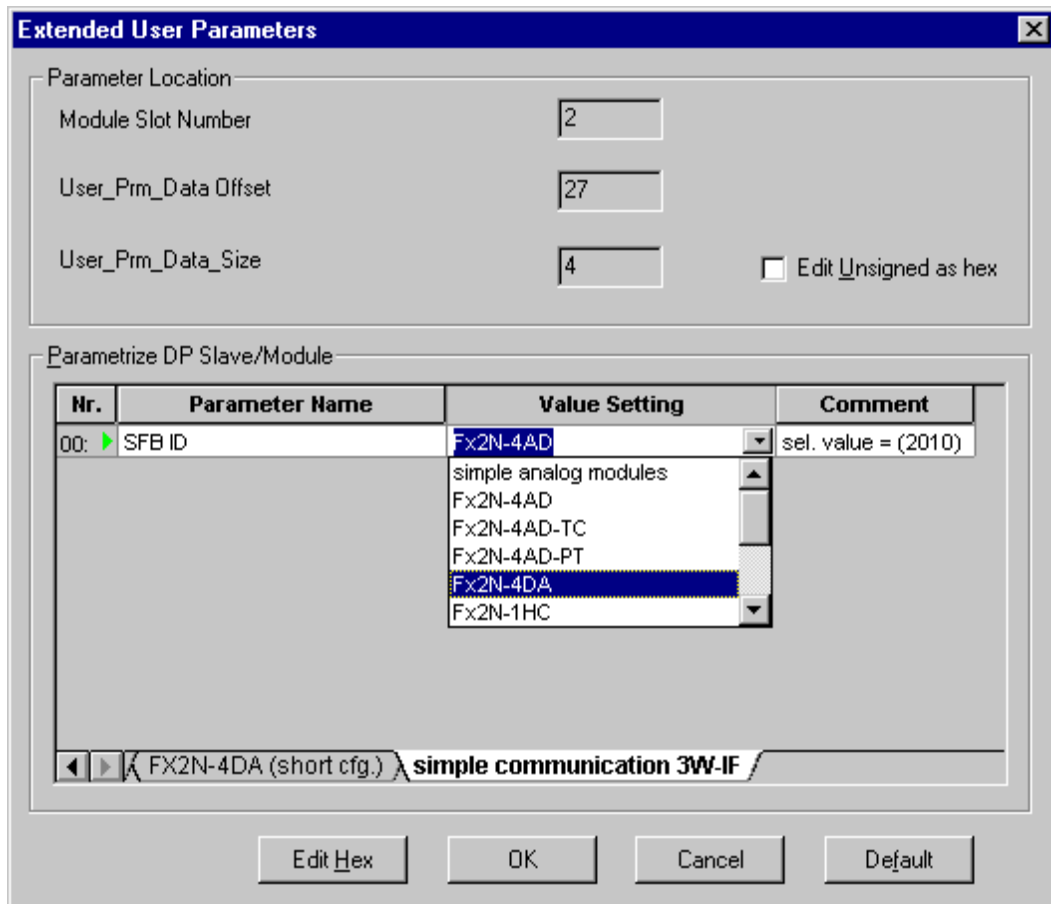 Extended User Parameters
Parameter Location
Module Slot Number 2
User_Prm_Data Offset 27
User_Prm_Data_Size 4 Edit Unsigned as hex
Parametrize DP Slave/Module
Nr. Parameter Name Value Setting Comment
00: SFB ID Fx2N-4AD sel. value = (2010)
simple analog modules
Fx2N-4AD
Fx2N-4AD-TC
Fx2N-4AD-PT
Fx2N-4DA
Fx2N-1HC
FX2N-4DA (short cfg.) simple communication 3W-IF
Edit Hex OK Cancel Default